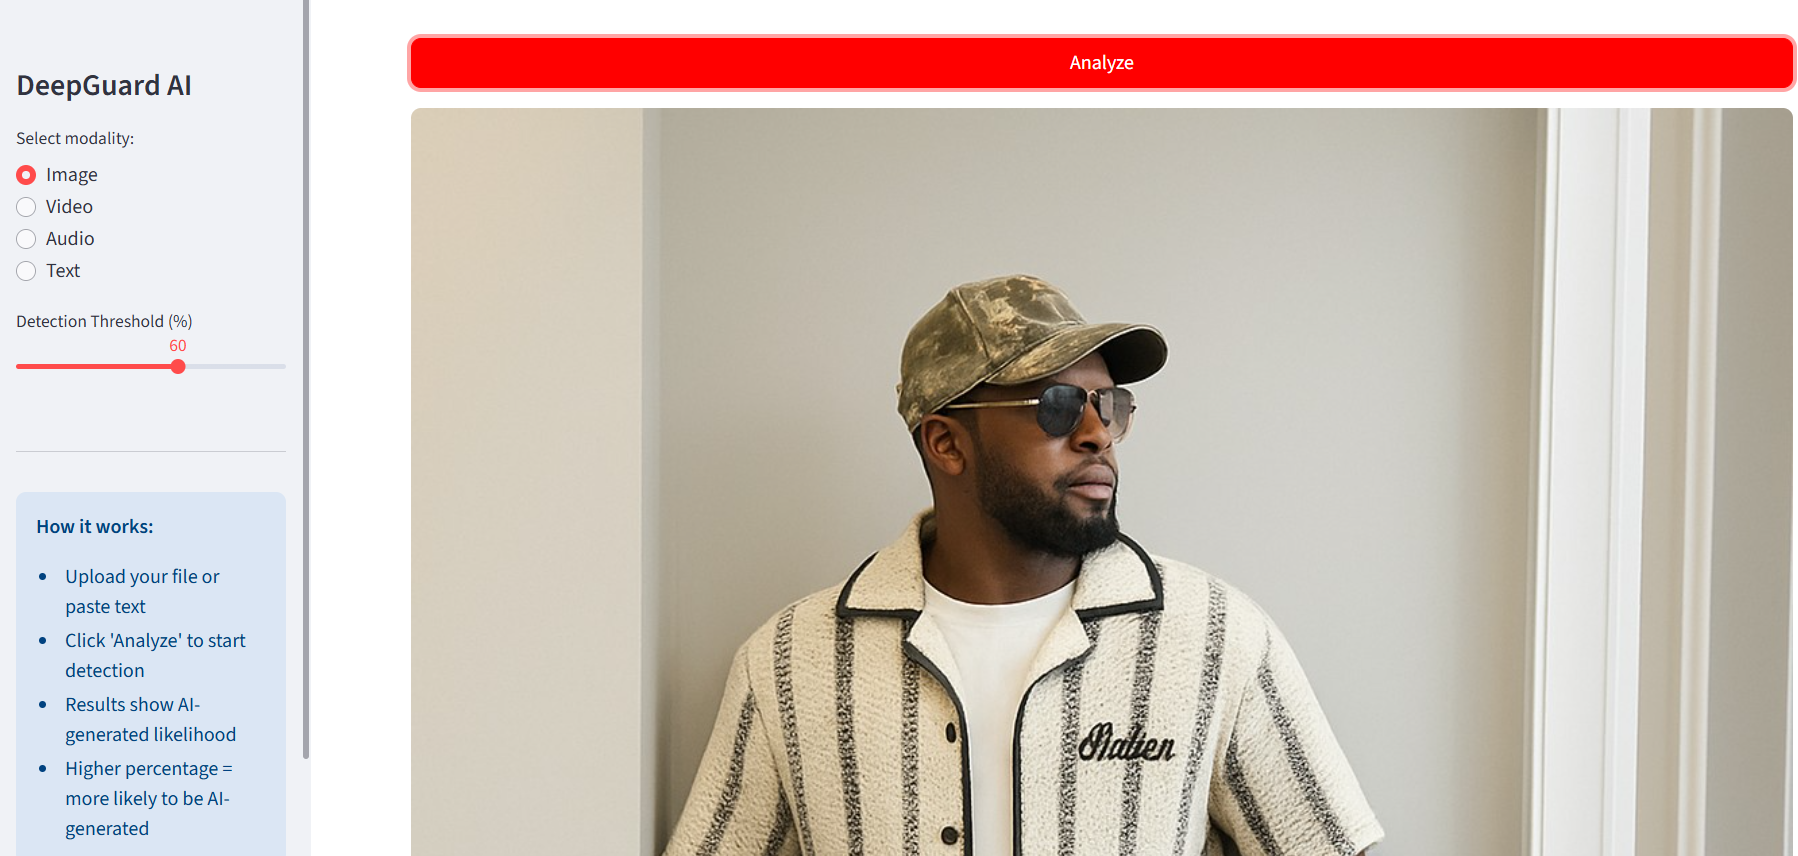 DeepGuard AI
Select modality:
Image
Video
Audio
Text
Detection Threshold (%)
60
How it works:
Upload your file or
paste text
Click 'Analyze' to start
detection
Results show AI-
generated likelihood
Higher percentage =
more likely to be AI-
generated
Analyze